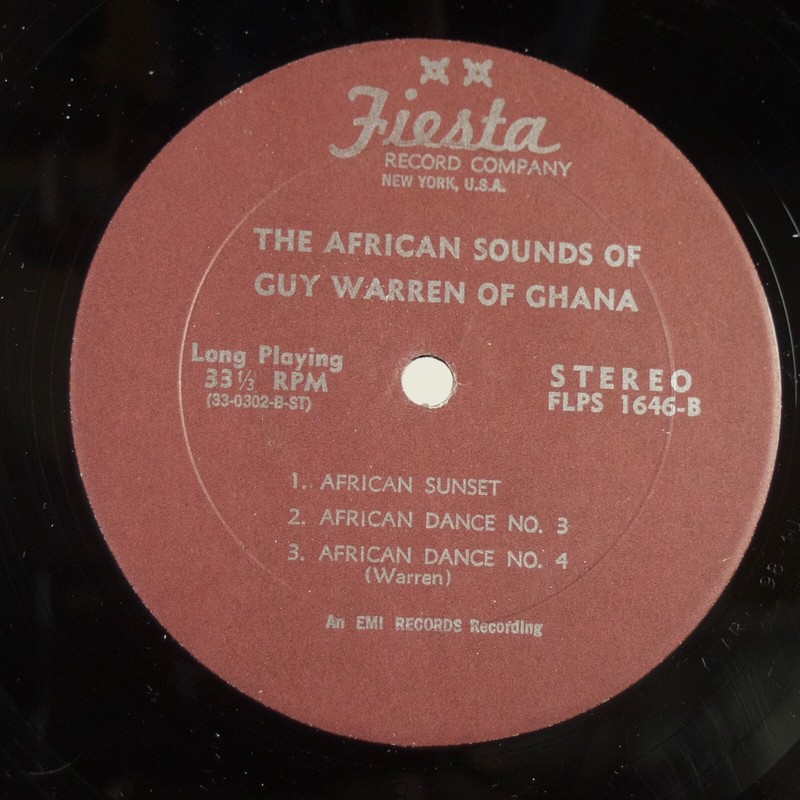 Fiesta
RECORD COMPANY
NEW YORK, U.S.A.
THE AFRICAN SOUNDS OF
GUY WARREN OF GHANA
Long Playing
33⅓ RPM
(33-0302-B-ST)
STEREO
FLPS 1646-B
1. AFRICAN SUNSET
2. AFRICAN DANCE NO. 3
3. AFRICAN DANCE NO. 4
(Warren)
An EMI RECORDS Recording